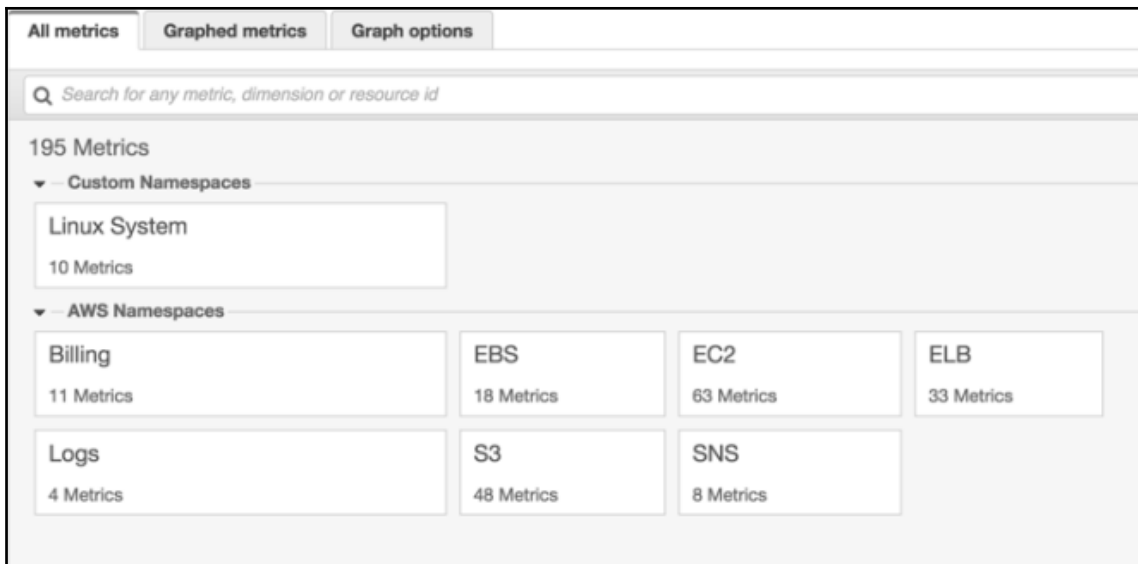 All metrics Graphed metrics Graph options
Search for any metric, dimension or resource id
195 Metrics
Custom Namespaces
Linux System
10 Metrics
AWS Namespaces
Billing EBS EC2 ELB
11 Metrics 18 Metrics 63 Metrics 33 Metrics
Logs S3 SNS
4 Metrics 48 Metrics 8 Metrics